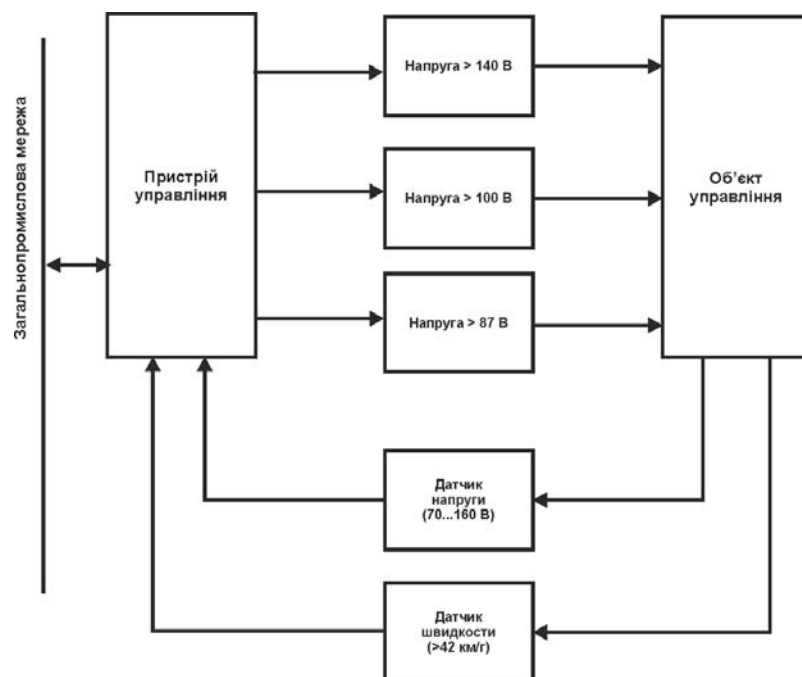 Загальнопромислова мережа
Пристрій
управління
Напруга > 140 В
Напруга > 100 В
Напруга > 87 В
Об’єкт
управління
Датчик
напруги
(70...160 В)
Датчик
швидкости
(>42 км/г)